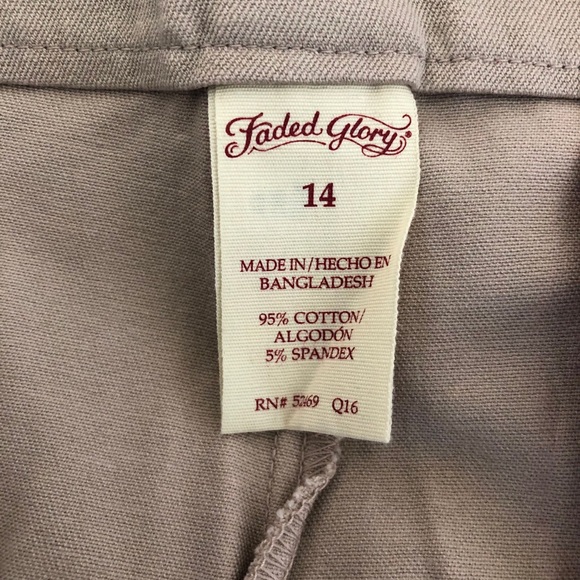 Faded Glory®
14
MADE IN/HECHO EN
BANGLADESH
95% COTTON/
ALGODÓN
5% SPANDEX
RN# Q16